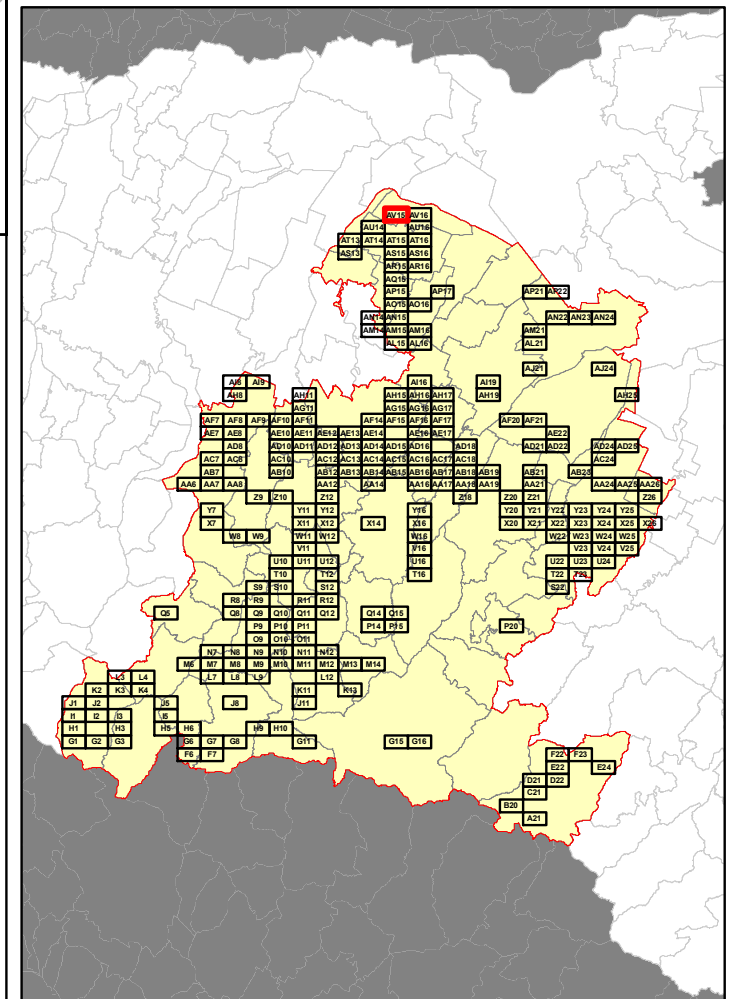 AV15 AV16
AU14 AU16
AT13 AT14 AT15 AT16
AS13 AS15 AS16
AR15 AR16
AQ15
AP15 AP17 AP21 AP22
AO15 AO16
AN14 AN15 AN22 AN23 AN24
AM14 AM15 AM16 AM21
AL15 AL16 AL21
AJ21 AJ24
AI8 AI9 AI16 AI19
AH8 AH11 AH15 AH16 AH17 AH19 AH25
AG11 AG15 AG16 AG17
AF7 AF8 AF9 AF10 AF11 AF14 AF15 AF16 AF17 AF20 AF21
AE7 AE8 AE10 AE11 AE12 AE13 AE14 AE16 AE17 AE22
AD8 AD10 AD11 AD12 AD13 AD14 AD15 AD16 AD18 AD21 AD22 AD24 AD25
AC7 AC8 AC10 AC12 AC13 AC14 AC15 AC16 AC17 AC18 AC24
AB7 AB10 AB12 AB13 AB14 AB15 AB16 AB17 AB18 AB19 AB21 AB23
AA6 AA7 AA8 AA12 AA14 AA16 AA17 AA18 AA19 AA21 AA24 AA25 AA26
Z9 Z10 Z12 Z18 Z20 Z21 Z26
Y7 Y11 Y12 Y16 Y20 Y21 Y22 Y23 Y24 Y25
X7 X11 X12 X14 X16 X20 X21 X22 X23 X24 X25 X26
W8 W9 W11 W12 W16 W22 W23 W24 W25
V11 V16 V23 V24 V25
U10 U11 U12 U16 U22 U23 U24
T10 T12 T16 T22 T23
S9 S10 S12 S22
R8 R9 R11 R12
Q5 Q8 Q9 Q10 Q11 Q12 Q14 Q15
P9 P10 P11 P14 P15 P20
O9 O10 O11
N7 N8 N9 N10 N11 N12
M6 M7 M8 M9 M10 M11 M12 M13 M14
L3 L4 L7 L8 L9 L12
K2 K3 K4 K11 K13
J1 J2 J5 J8 J11
I1 I2 I3 I5
H1 H3 H5 H6 H9 H10
G1 G2 G3 G6 G7 G8 G11 G15 G16
F6 F7 F22 F23
E22 E24
D21 D22
C21
B20
A21